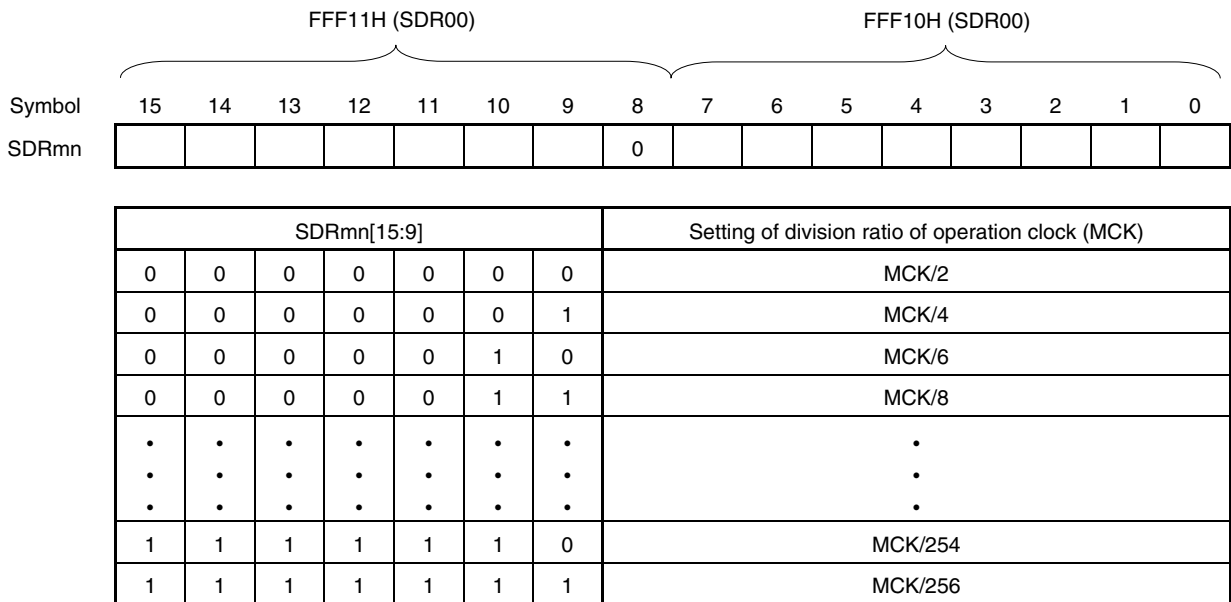 FFF11H (SDR00) FFF10H (SDR00)
Symbol 15 14 13 12 11 10 9 8 7 6 5 4 3 2 1 0
SDRmn 0
SDRmn[15:9] Setting of division ratio of operation clock (MCK)
0 0 0 0 0 0 0 MCK/2
0 0 0 0 0 0 1 MCK/4
0 0 0 0 0 1 0 MCK/6
0 0 0 0 0 1 1 MCK/8
• • • • • • • •
• • • • • • • •
• • • • • • • •
1 1 1 1 1 1 0 MCK/254
1 1 1 1 1 1 1 MCK/256